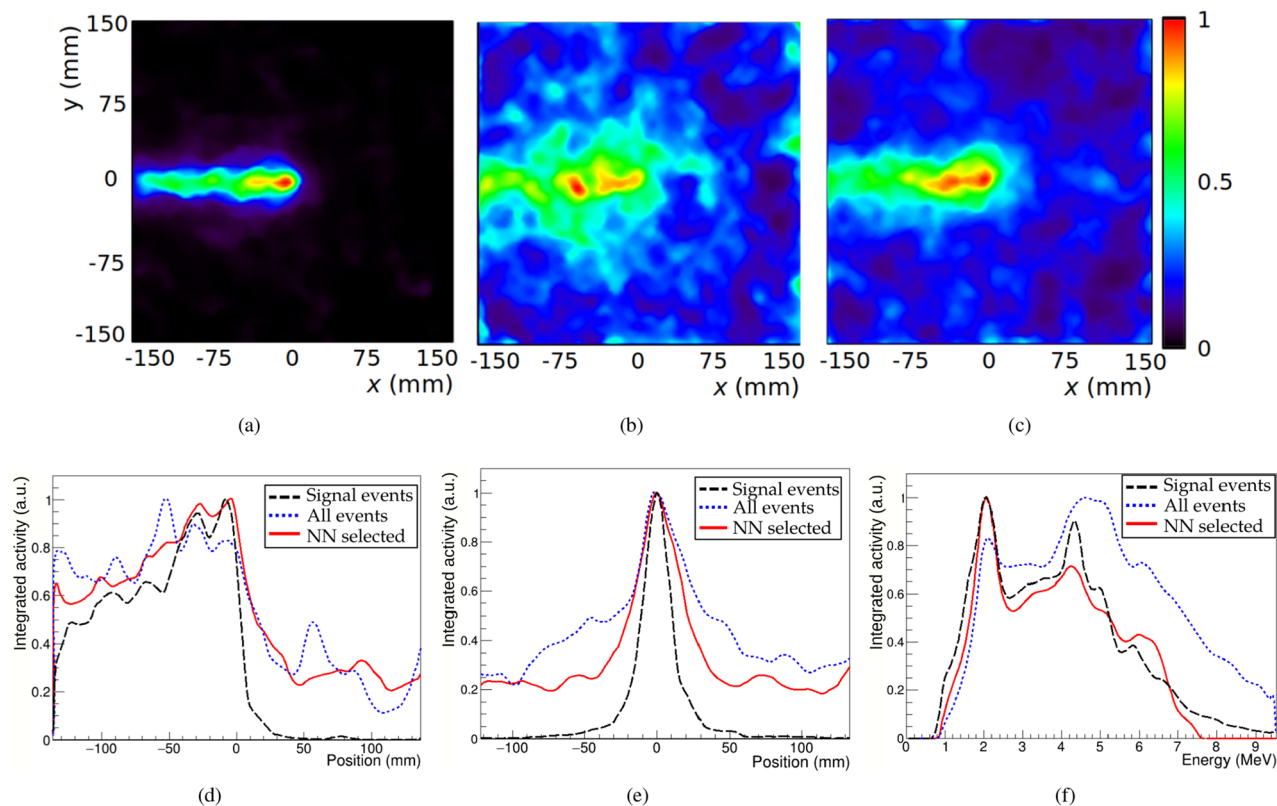 y (mm)
150
75
0
-75
-150
-150 -75 0 75 150
x (mm)
-150 -75 0 75 150
x (mm)
-150 -75 0 75 150
x (mm)
1
0.5
0
(a)
(b)
(c)
Integrated activity (a.u.)
1
0.8
0.6
0.4
0.2
0
−100 −50 0 50 100
Position (mm)
Signal events
All events
NN selected
Integrated activity (a.u.)
1
0.8
0.6
0.4
0.2
0
−100 −50 0 50 100
Position (mm)
Signal events
All events
NN selected
Integrated activity (a.u.)
1
0.8
0.6
0.4
0.2
0
0 1 2 3 4 5 6 7 8 9
Energy (MeV)
Signal events
All events
NN selected
(d)
(e)
(f)